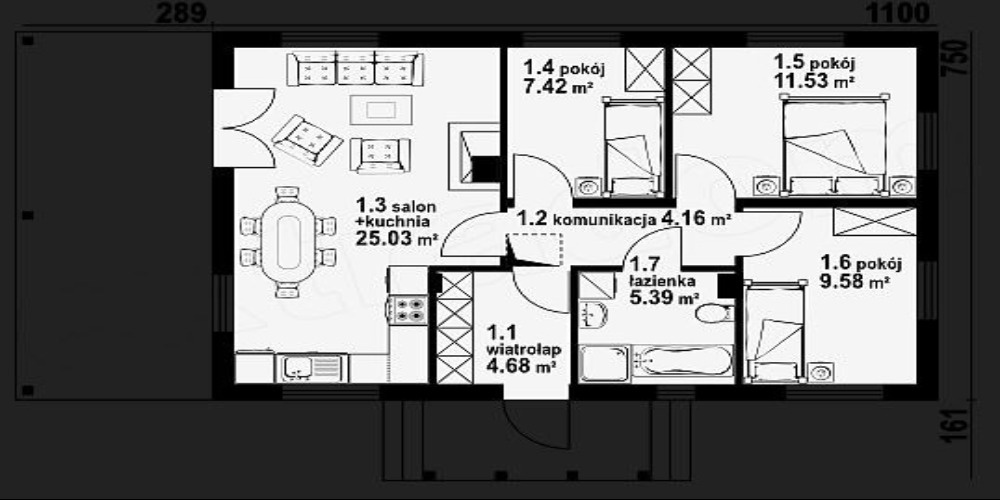 289
1100
750
1.4 pokój
7.42 m²
1.5 pokój
11.53 m²
1.3 salon
+kuchnia
25.03 m²
1.2 komunikacja 4.16 m²
1.7
łazienka
5.39 m²
1.6 pokój
9.58 m²
1.1
wiatrołap
4.68 m²
161